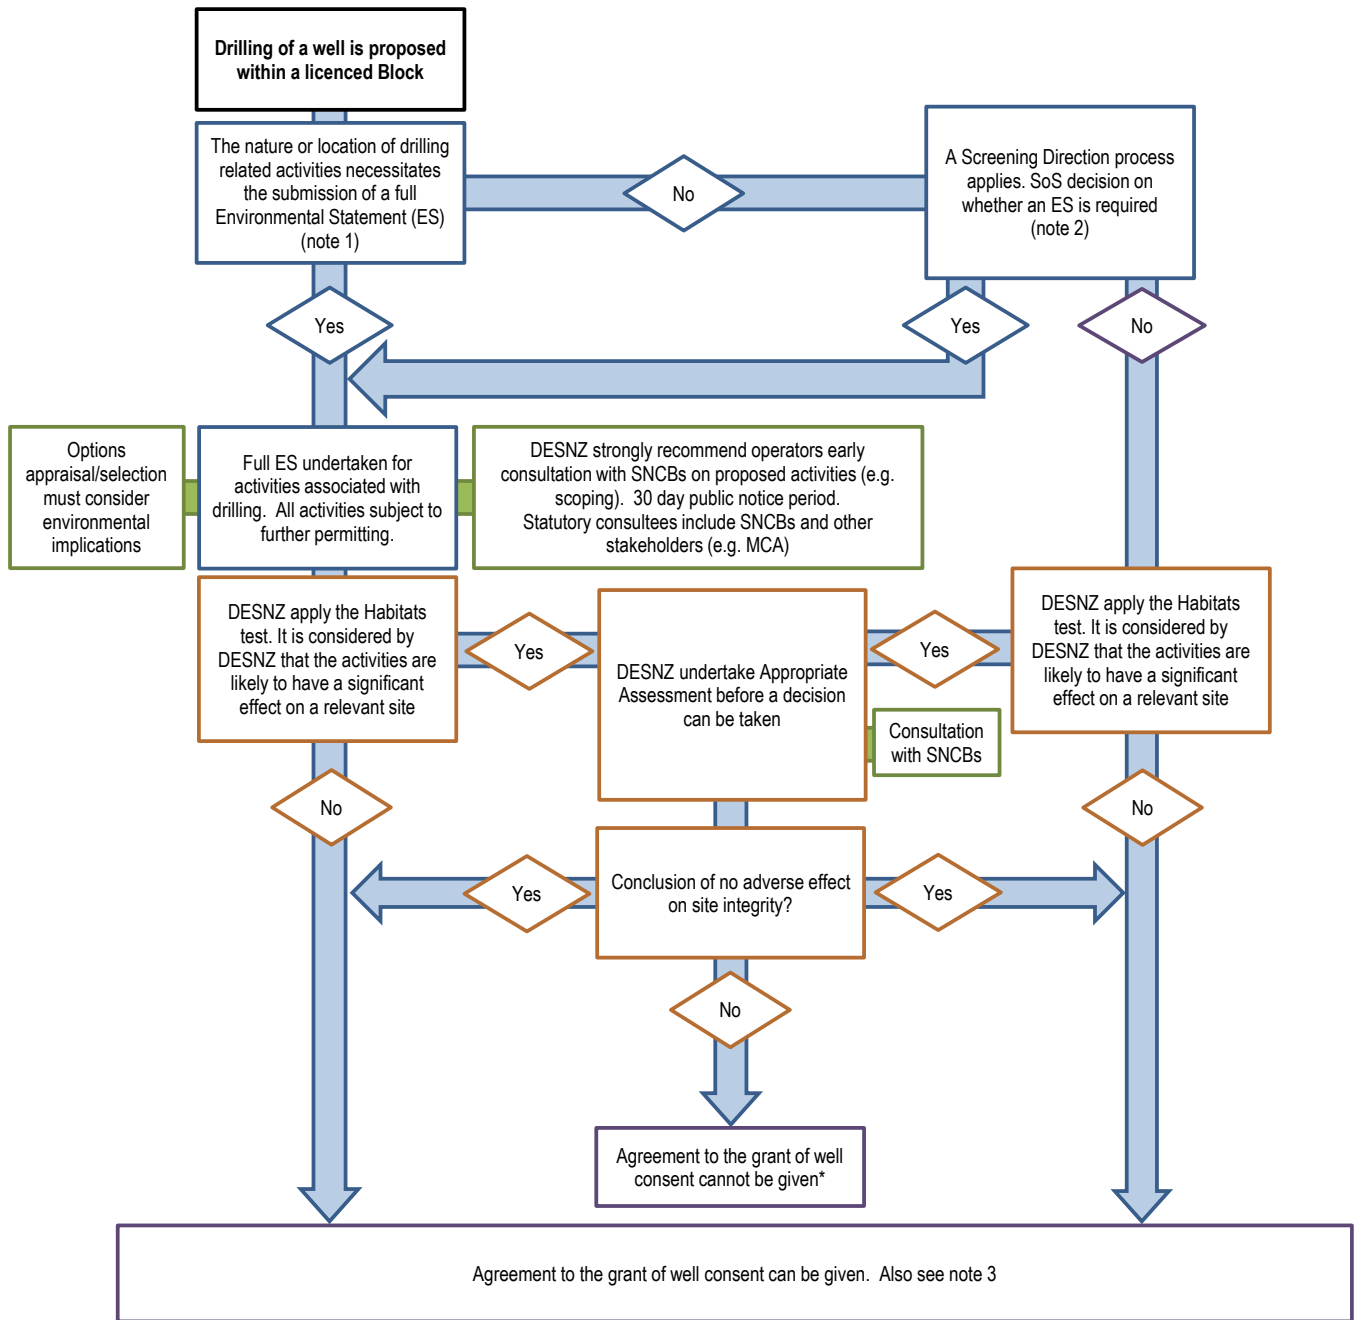 Drilling of a well is proposed
within a licenced Block
The nature or location of drilling
related activities necessitates
the submission of a full
Environmental Statement (ES)
(note 1)
No
A Screening Direction process
applies. SoS decision on
whether an ES is required
(note 2)
Yes
Yes
No
Options
appraisal/selection
must consider
environmental
implications
Full ES undertaken for
activities associated with
drilling. All activities subject to
further permitting.
DESNZ strongly recommend operators early
consultation with SNCBs on proposed activities (e.g.
scoping). 30 day public notice period.
Statutory consultees include SNCBs and other
stakeholders (e.g. MCA)
DESNZ apply the Habitats
test. It is considered by
DESNZ that the activities are
likely to have a significant
effect on a relevant site
Yes
DESNZ undertake Appropriate
Assessment before a decision
can be taken
Yes
DESNZ apply the Habitats
test. It is considered by
DESNZ that the activities are
likely to have a significant
effect on a relevant site
Consultation
with SNCBs
No
No
Yes
Conclusion of no adverse effect
on site integrity?
Yes
No
Agreement to the grant of well
consent cannot be given*
Agreement to the grant of well consent can be given. Also see note 3